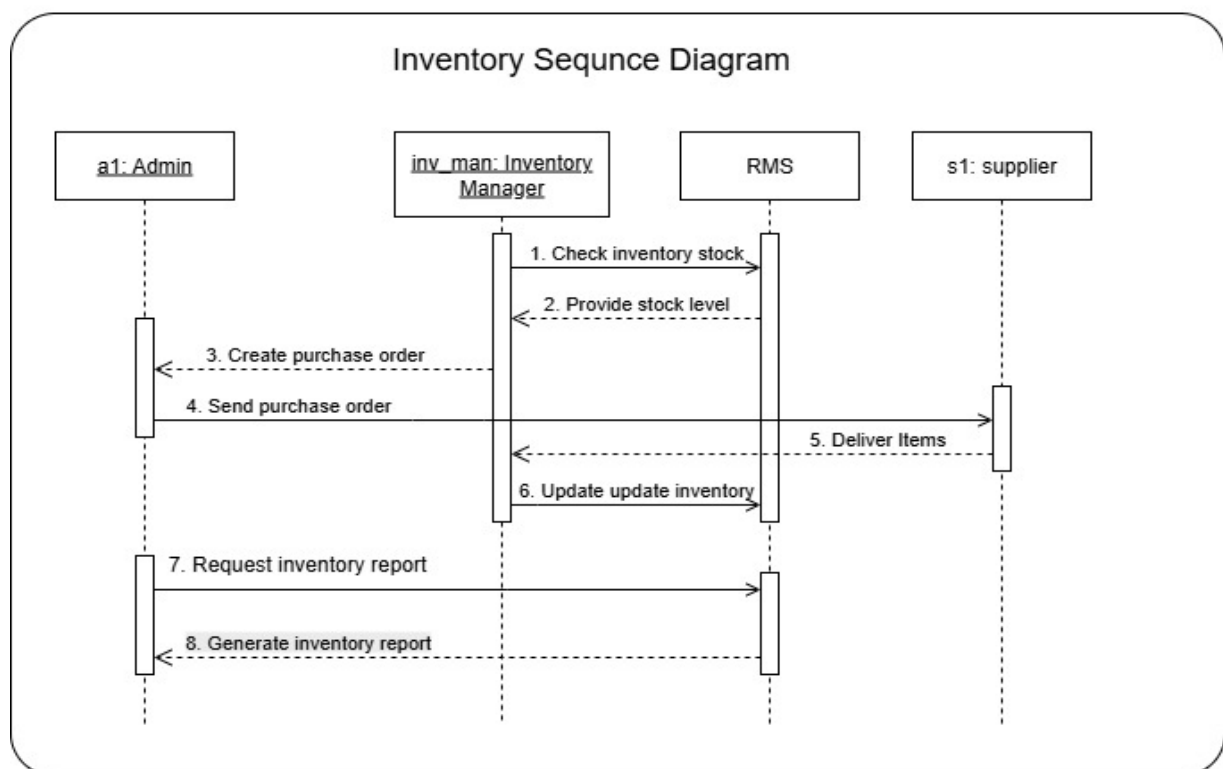 Inventory Sequnce Diagram
a1: Admin
inv_man: Inventory
Manager
RMS
s1: supplier
1. Check inventory stock
2. Provide stock level
3. Create purchase order
4. Send purchase order
5. Deliver Items
6. Update update inventory
7. Request inventory report
8. Generate inventory report